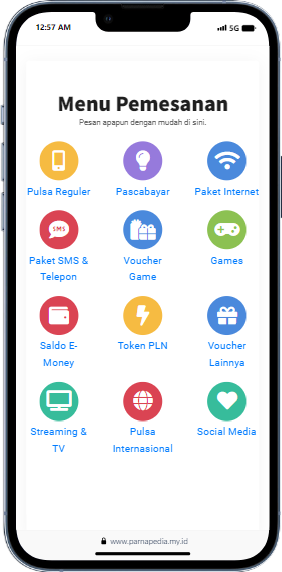 12:57 AM
5G
Menu Pemesanan
Pesan apapun dengan mudah di sini.
Pulsa Reguler
Pascabayar
Paket Internet
SMS
Paket SMS &
Telepon
Voucher
Game
Games
Saldo E-
Money
Token PLN
Voucher
Lainnya
Streaming &
TV
Pulsa
Internasional
Social Media
www.parnapedia.my.id